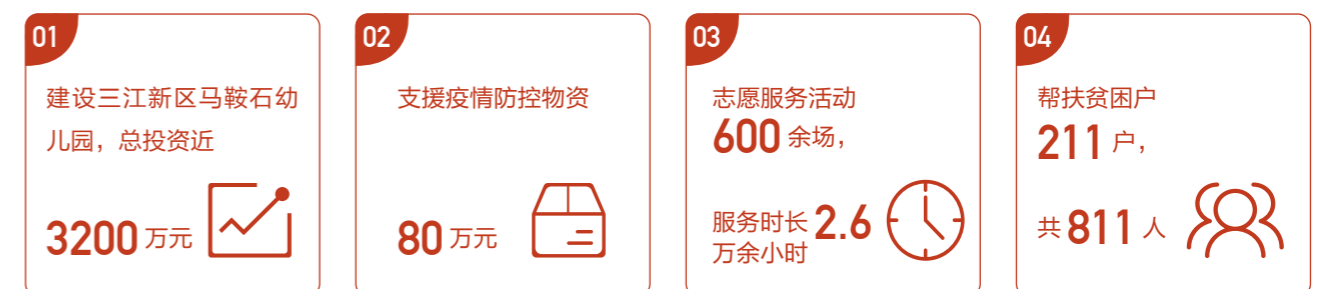 01
建设三江新区马鞍石幼
儿园，总投资近
3200 万元
02
支援疫情防控物资
80 万元
03
志愿服务活动
600 余场，
服务时长 2.6
万余小时
04
帮扶贫困户
211 户，
共 811 人